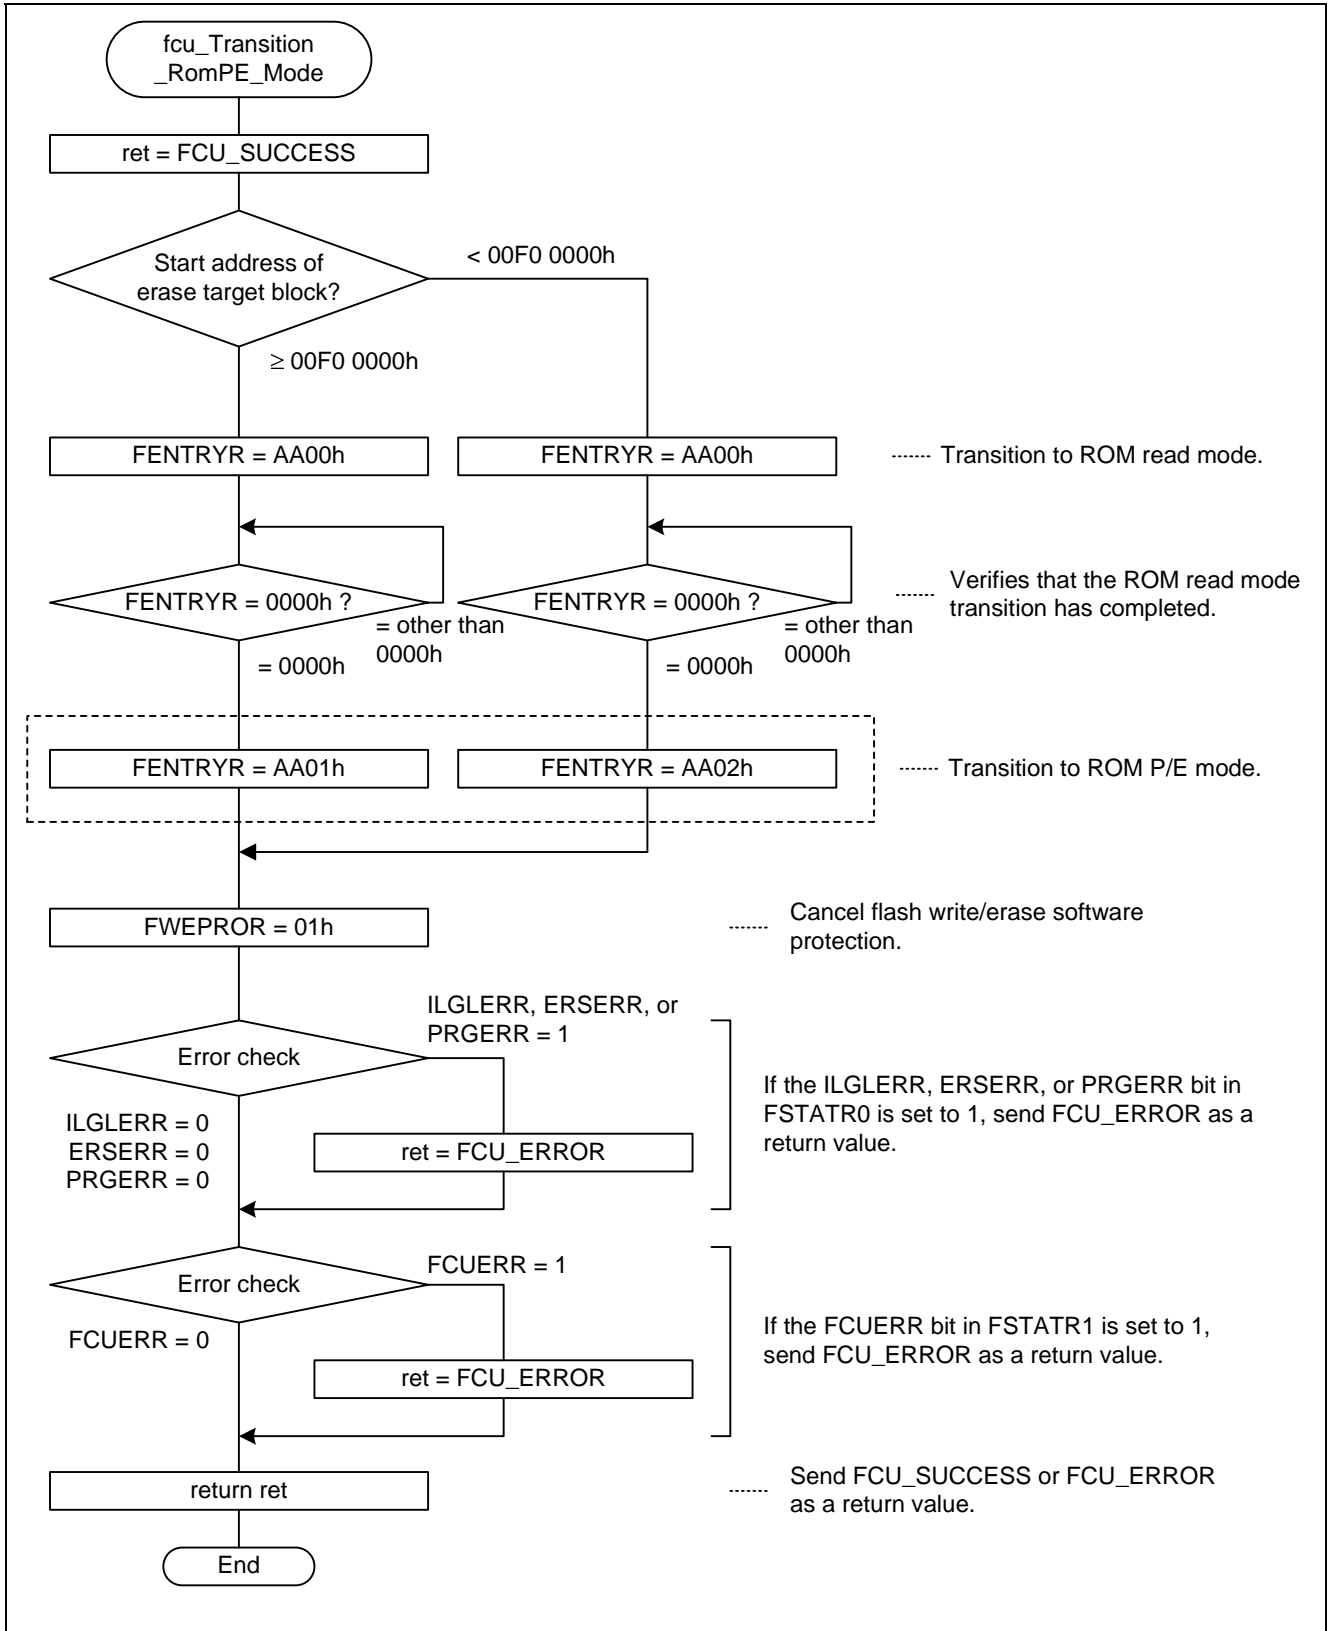 fcu_Transition
_RomPE_Mode
ret = FCU_SUCCESS
Start address of
erase target block?
< 00F0 0000h
≥ 00F0 0000h
FENTRYR = AA00h
FENTRYR = AA00h
Transition to ROM read mode.
FENTRYR = 0000h ?
= other than
0000h
= 0000h
FENTRYR = 0000h ?
= other than
0000h
= 0000h
Verifies that the ROM read mode
transition has completed.
FENTRYR = AA01h
FENTRYR = AA02h
Transition to ROM P/E mode.
FWEPROR = 01h
Cancel flash write/erase software
protection.
Error check
ILGLERR, ERSERR, or
PRGERR = 1
ILGLERR = 0
ERSERR = 0
PRGERR = 0
ret = FCU_ERROR
If the ILGLERR, ERSERR, or PRGERR bit in
FSTATR0 is set to 1, send FCU_ERROR as a
return value.
Error check
FCUERR = 1
FCUERR = 0
ret = FCU_ERROR
If the FCUERR bit in FSTATR1 is set to 1,
send FCU_ERROR as a return value.
return ret
Send FCU_SUCCESS or FCU_ERROR
as a return value.
End